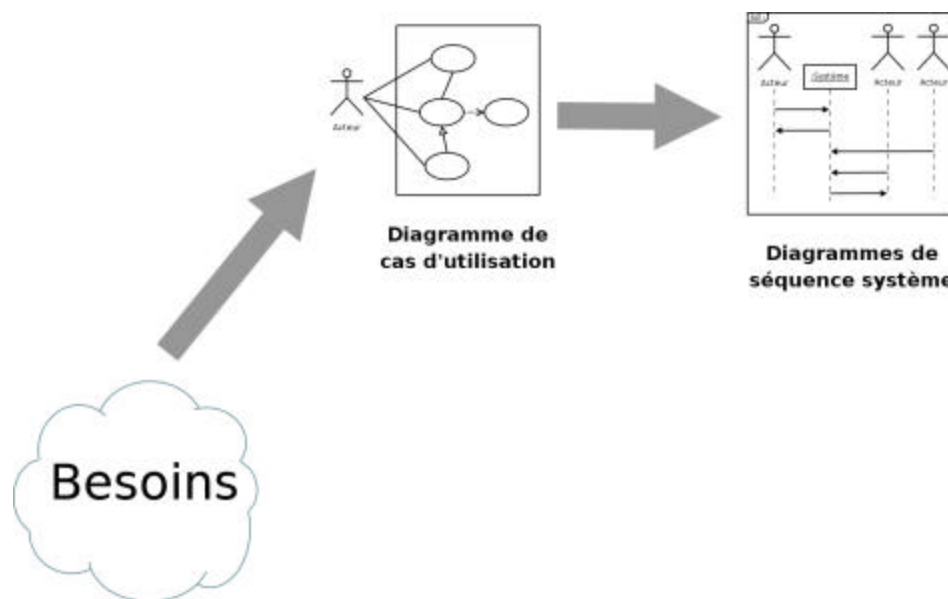 Acteur
Diagramme de
cas d'utilisation
Acteur
Système
Acteur
Acteur
Diagrammes de
séquence système
Besoins